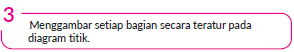 3
Menggambar setiap bagian secara teratur pada
diagram titik.